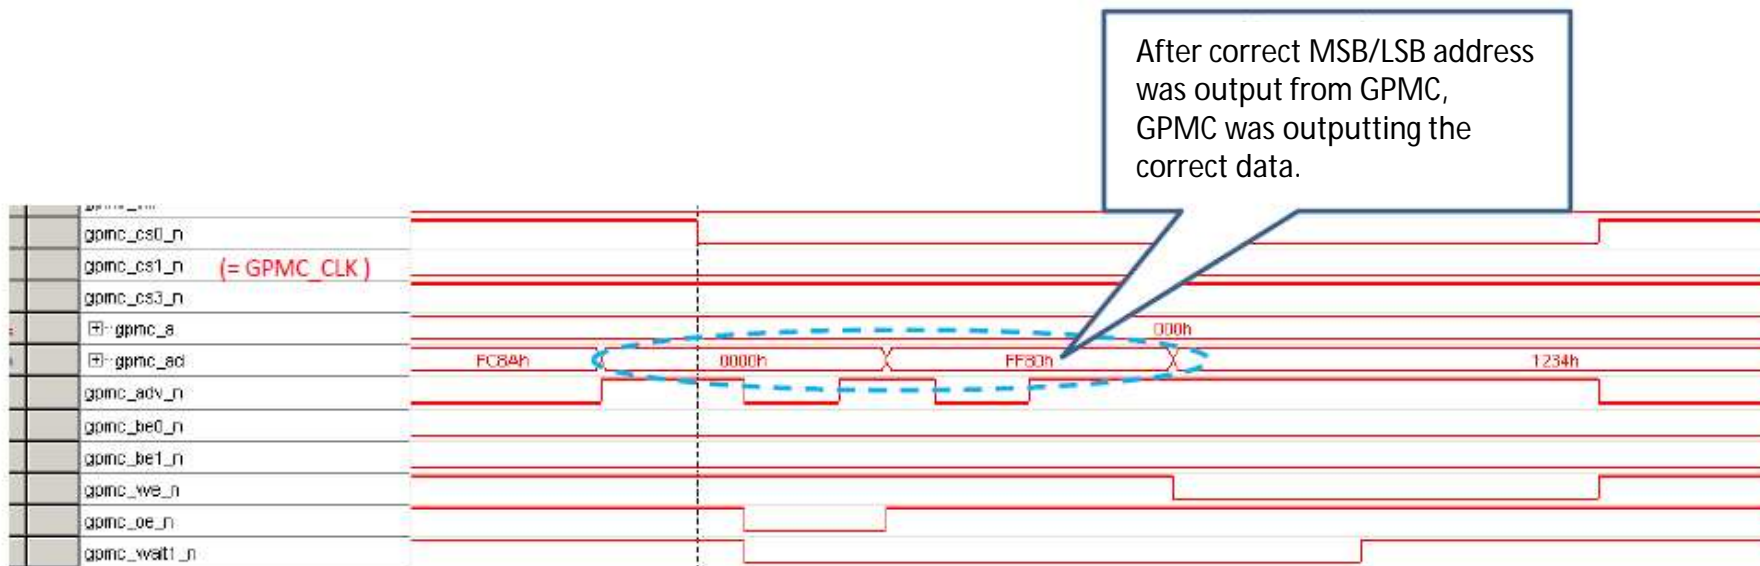 After correct MSB/LSB address
was output from GPMC,
GPMC was outputting the
correct data.
gpmc_cs0_n
gpmc_cs1_n (= GPMC_CLK )
gpmc_cs3_n
gpmc_a 000h
gpmc_ad FC8Ah 0000h FF80h 1234h
gpmc_adv_n
gpmc_be0_n
gpmc_be1_n
gpmc_we_n
gpmc_oe_n
gpmc_wait1_n